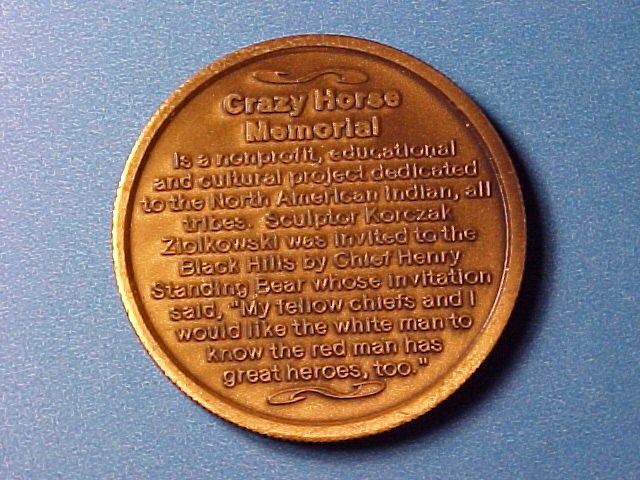 Crazy Horse
Memorial
is a nonprofit, educational
and cultural project dedicated
to the North American Indian, all
tribes. Sculptor Korczak
Ziolkowski was invited to the
Black Hills by Chief Henry
Standing Bear whose invitation
said, "My fellow chiefs and I
would like the white man to
know the red man has
great heroes, too."